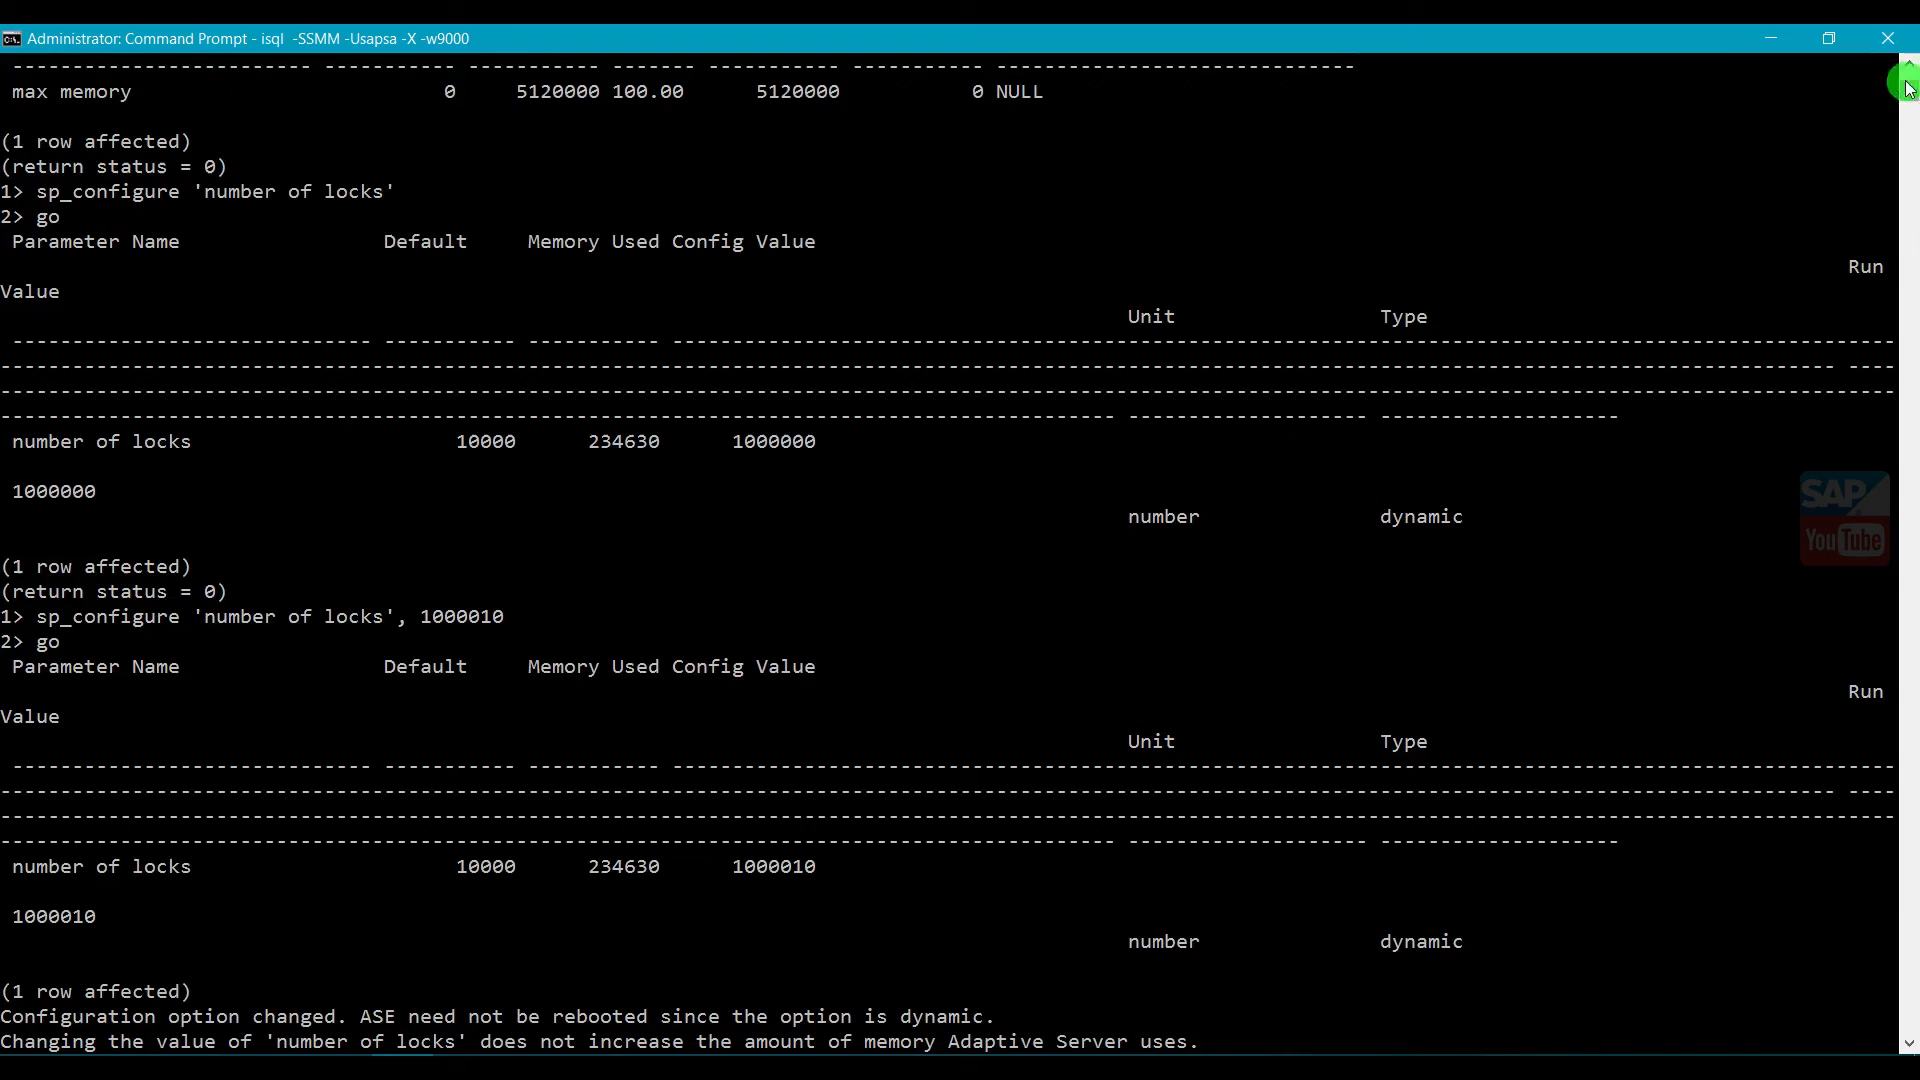 Administrator: Command Prompt - isql  -SSMM -Usapsa -X -w9000
------------------------- ----------- ----------- ------- ----------- ----------- ------------------------------
max memory                          0     5120000 100.00      5120000           0 NULL
(1 row affected)
(return status = 0)
1> sp_configure 'number of locks'
2> go
Parameter Name                 Default     Memory Used Config Value
Run
Value
Unit                 Type
number of locks                      10000      234630      1000000
1000000
number               dynamic
(1 row affected)
(return status = 0)
1> sp_configure 'number of locks', 1000010
2> go
Parameter Name                 Default     Memory Used Config Value
Run
Value
Unit                 Type
number of locks                      10000      234630      1000010
1000010
number               dynamic
(1 row affected)
Configuration option changed. ASE need not be rebooted since the option is dynamic.
Changing the value of 'number of locks' does not increase the amount of memory Adaptive Server uses.
SAP
YouTube